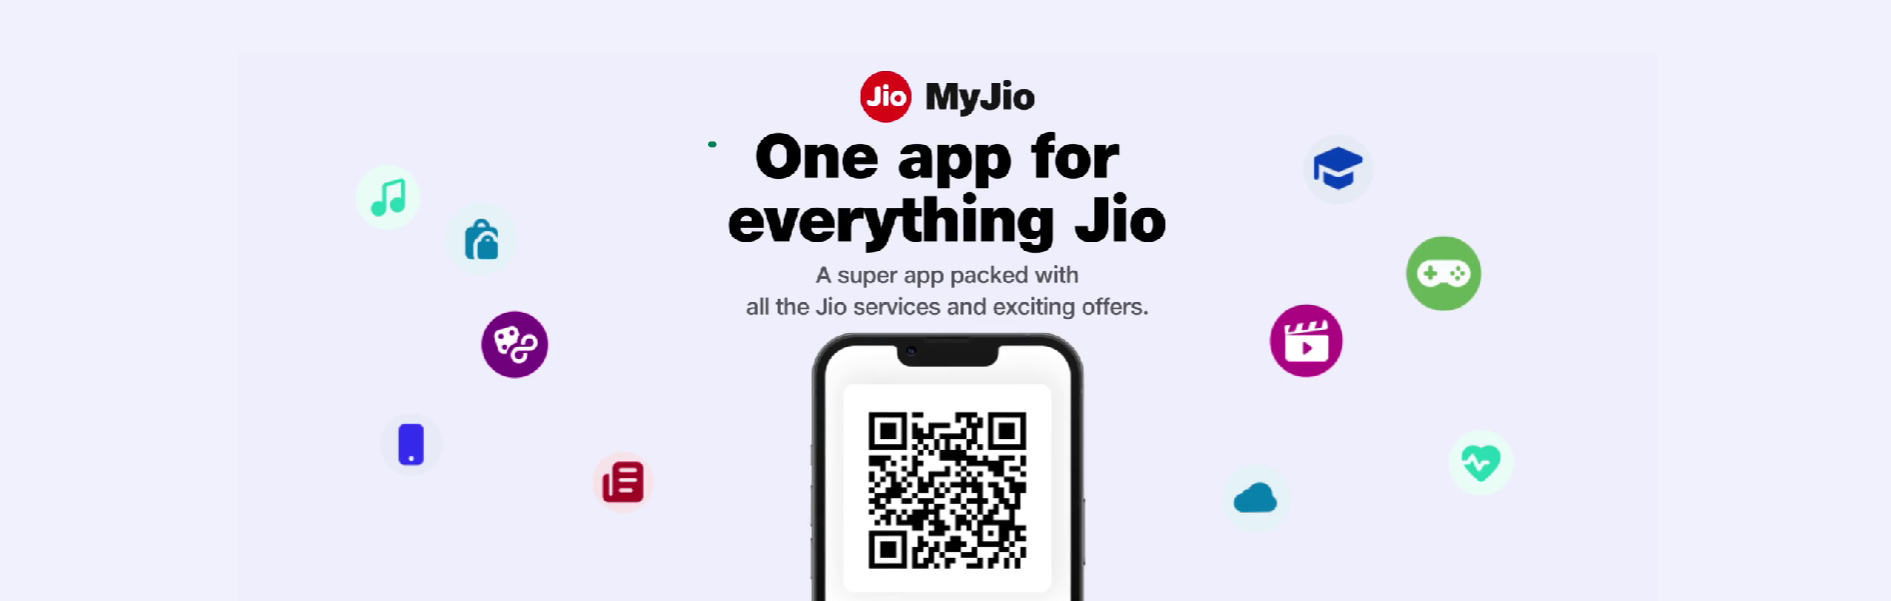 Jio MyJio
One app for
everything Jio
A super app packed with
all the Jio services and exciting offers.